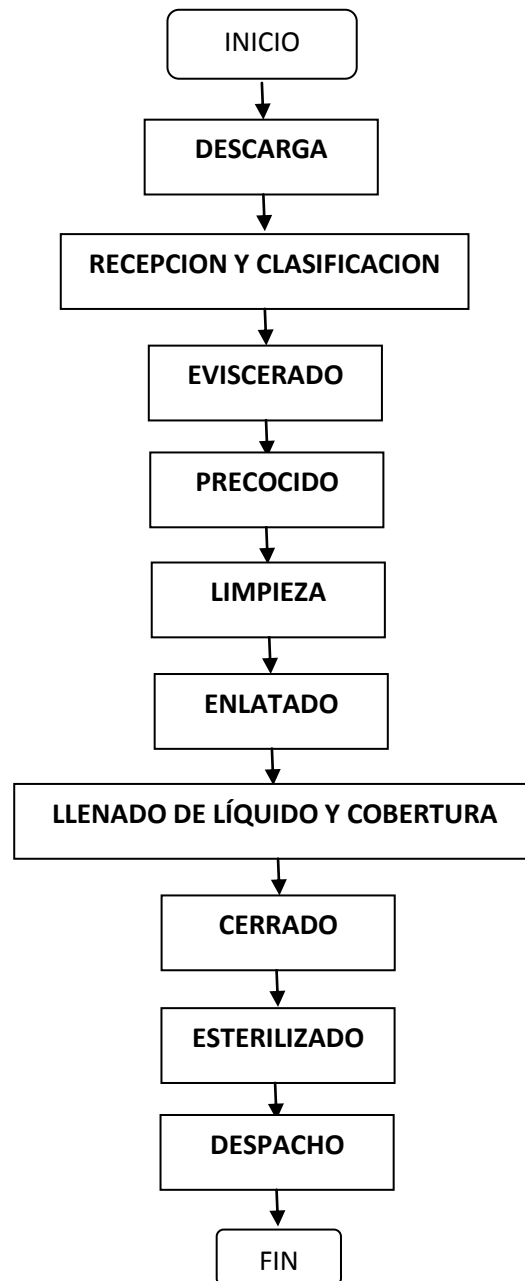 INICIO
DESCARGA
RECEPCION Y CLASIFICACION
EVISCERADO
PRECOCIDO
LIMPIEZA
ENLATADO
LLENADO DE LÍQUIDO Y COBERTURA
CERRADO
ESTERILIZADO
DESPACHO
FIN